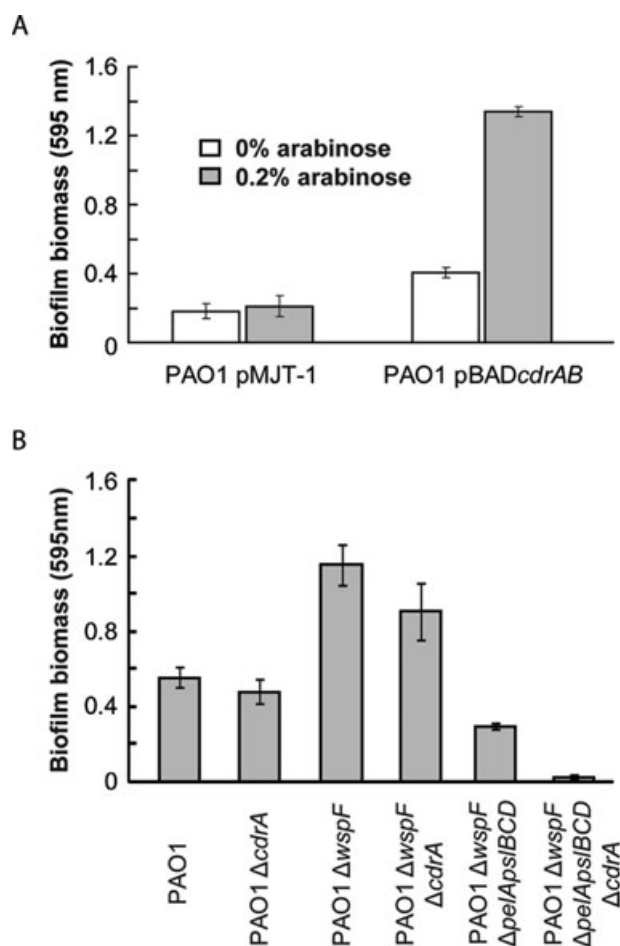 A
Biofilm biomass (595 nm)
1.6
1.2
0.8
0.4
0
0% arabinose
0.2% arabinose
PAO1 pMJT-1
PAO1 pBADcdrAB
B
Biofilm biomass (595nm)
1.6
1.2
0.8
0.4
0
PAO1
PAO1 ΔcdrA
PAO1 ΔwspF
PAO1 ΔwspF
ΔcdrA
PAO1 ΔwspF
ΔpelApslBCD
PAO1 ΔwspF
ΔpelApslBCD
ΔcdrA